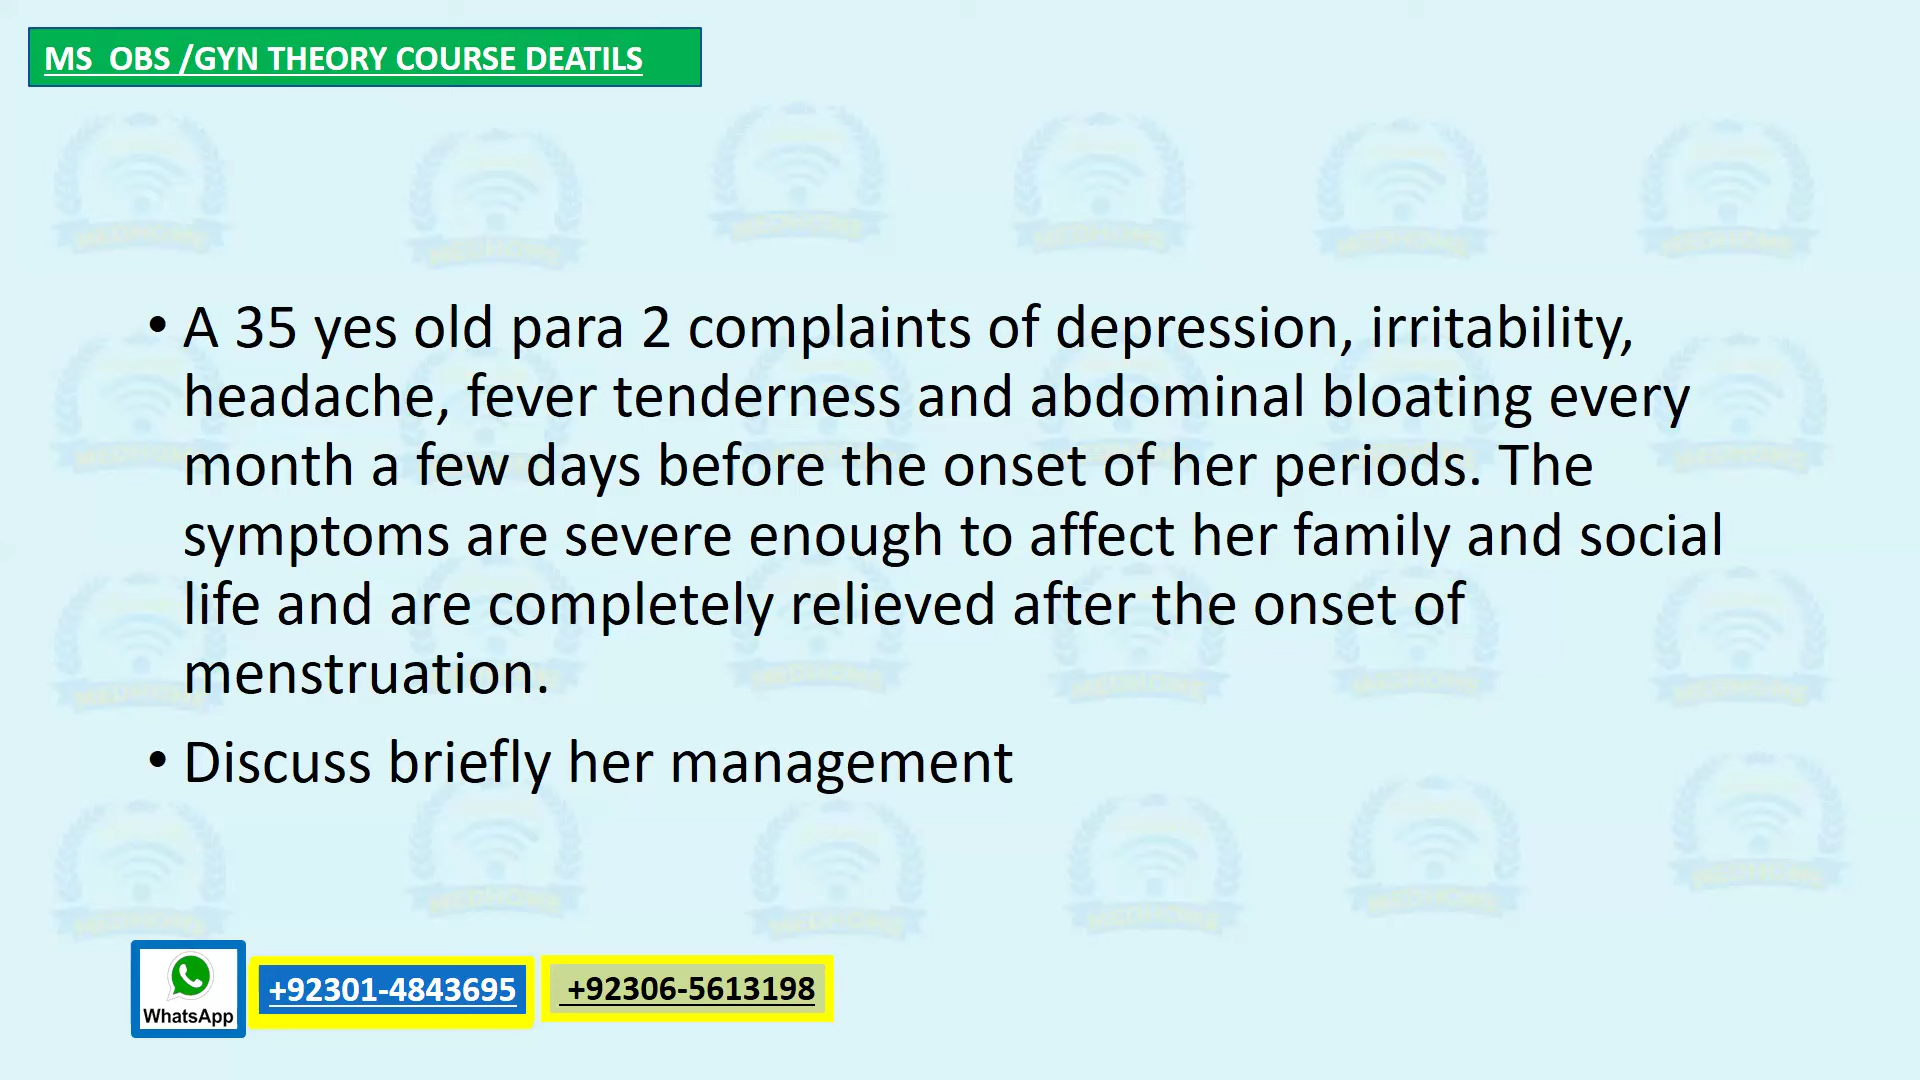 MS OBS /GYN THEORY COURSE DEATILS
• A 35 yes old para 2 complaints of depression, irritability,
headache, fever tenderness and abdominal bloating every
month a few days before the onset of her periods. The
symptoms are severe enough to affect her family and social
life and are completely relieved after the onset of
menstruation.
• Discuss briefly her management
WhatsApp
+92301-4843695
+92306-5613198